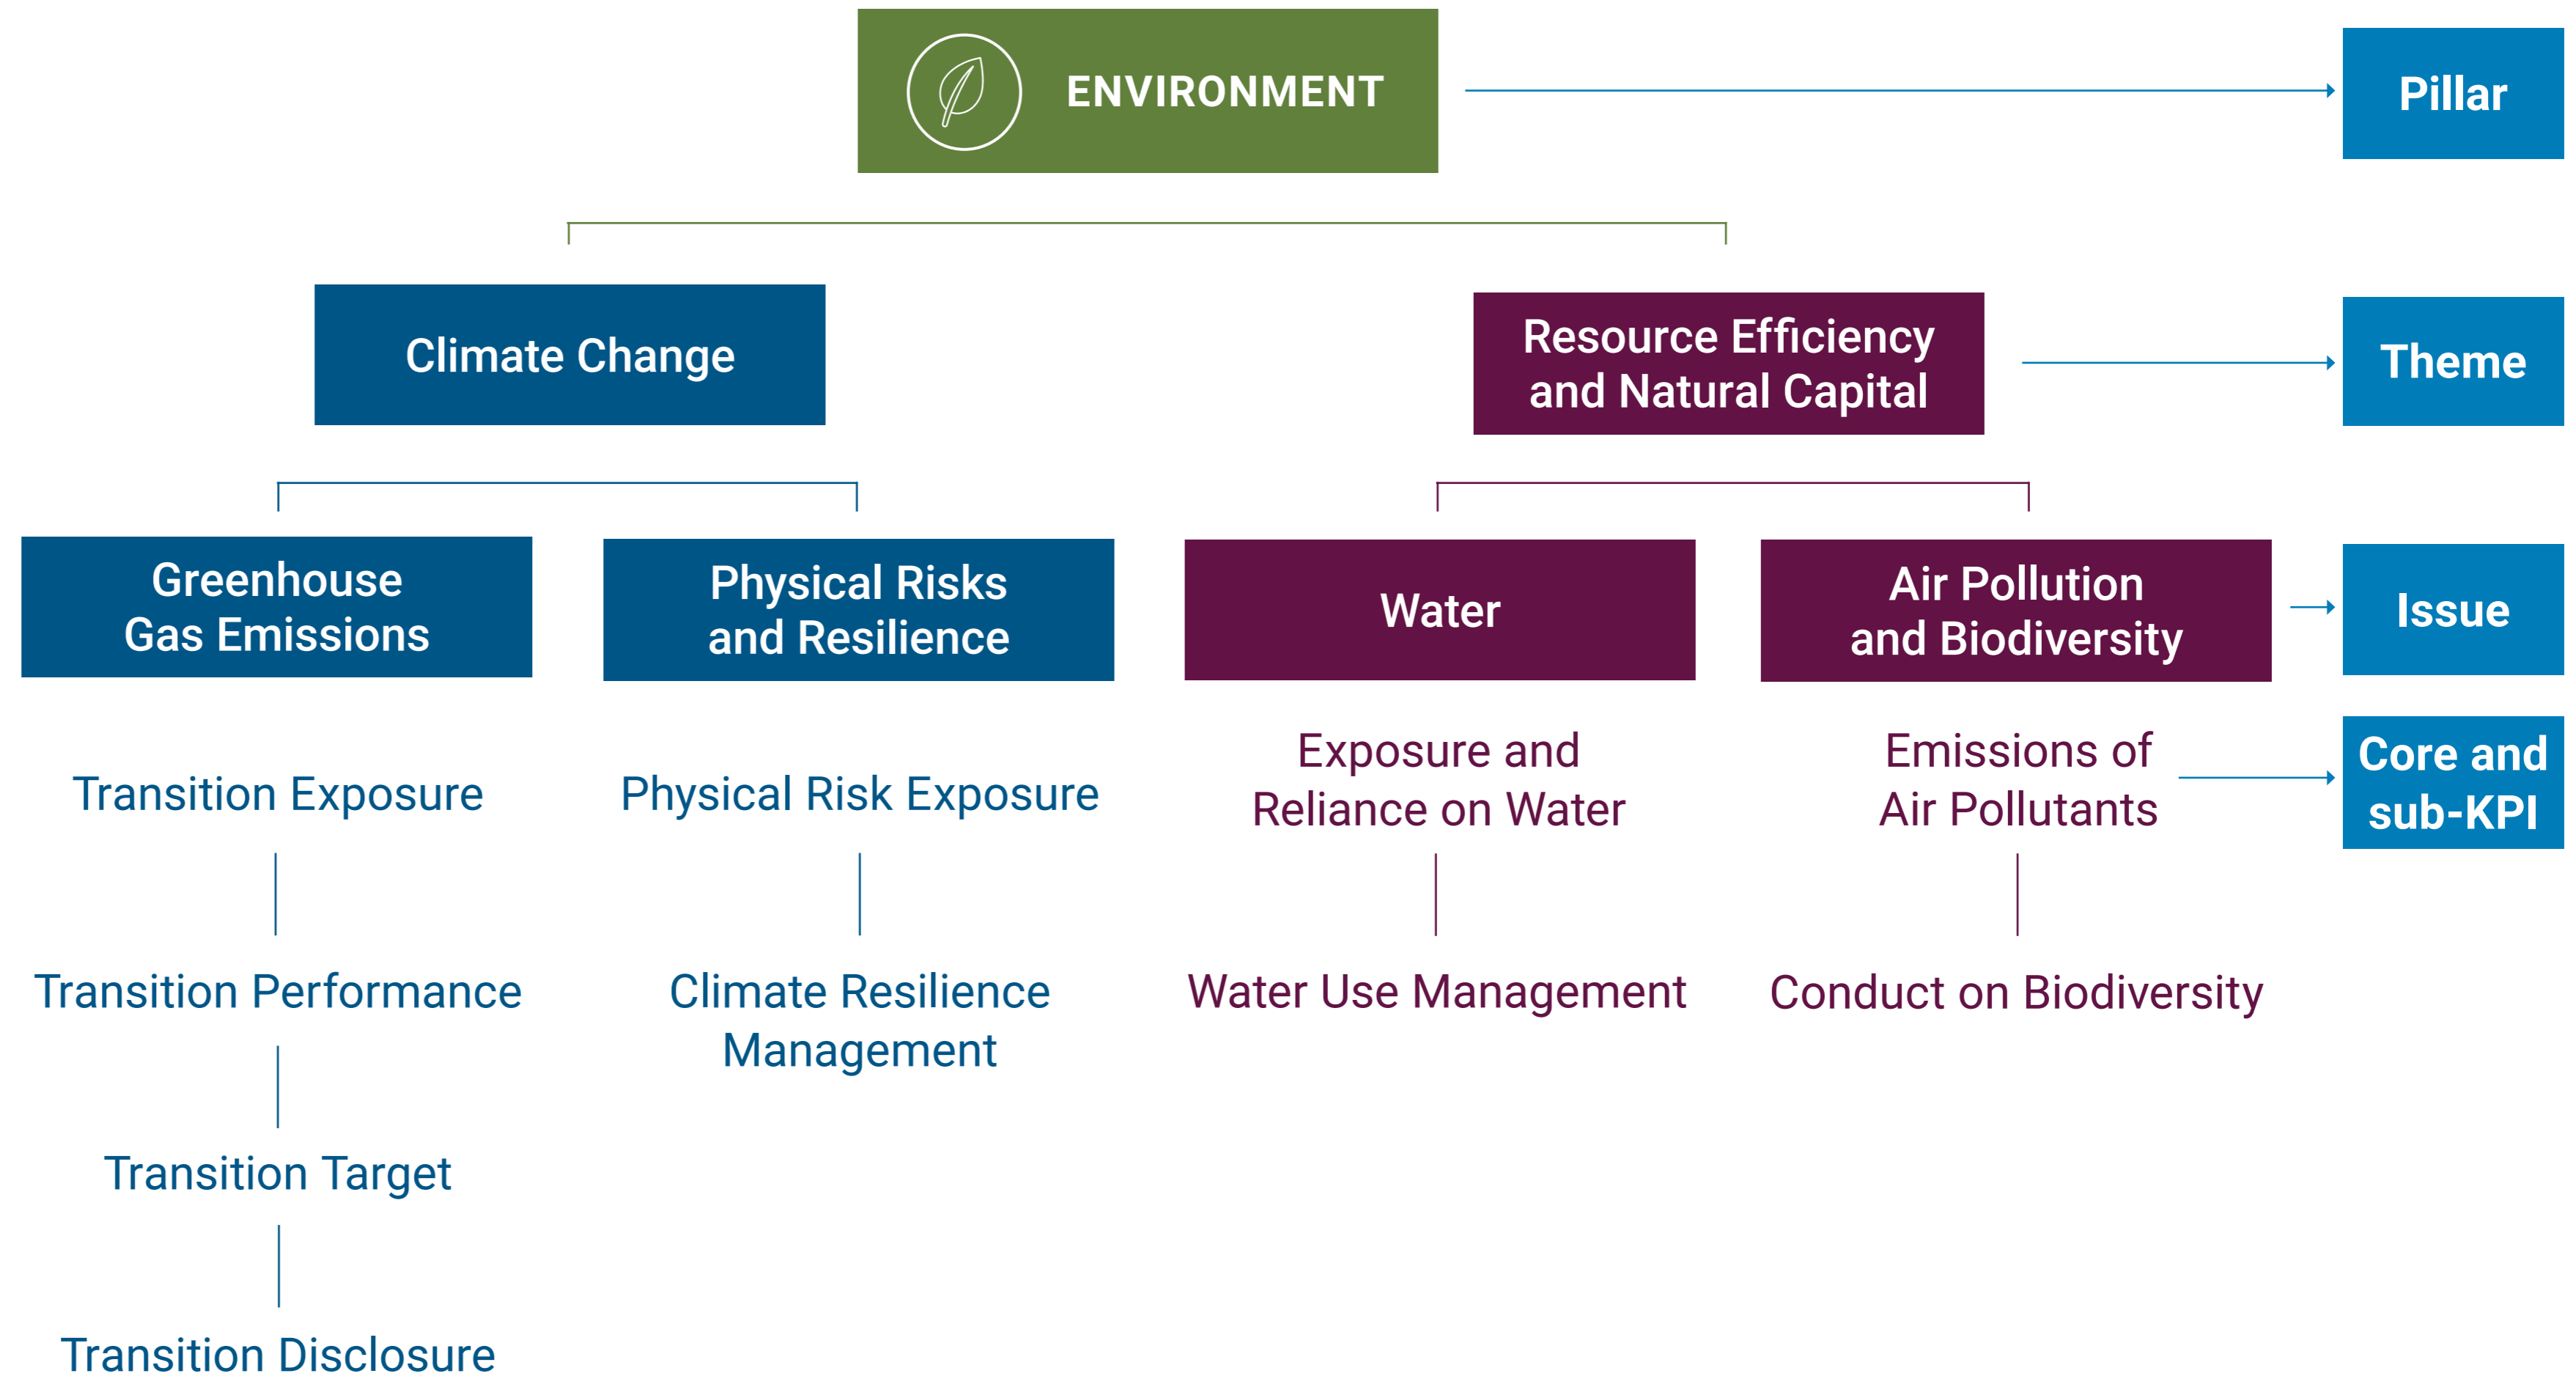 ENVIRONMENT
Pillar
Climate Change
Resource Efficiency
and Natural Capital
Theme
Greenhouse
Gas Emissions
Physical Risks
and Resilience
Water
Air Pollution
and Biodiversity
Issue
Transition Exposure
Physical Risk Exposure
Exposure and
Reliance on Water
Emissions of
Air Pollutants
Core and
sub-KPI
Transition Performance
Climate Resilience
Management
Water Use Management
Conduct on Biodiversity
Transition Target
Transition Disclosure